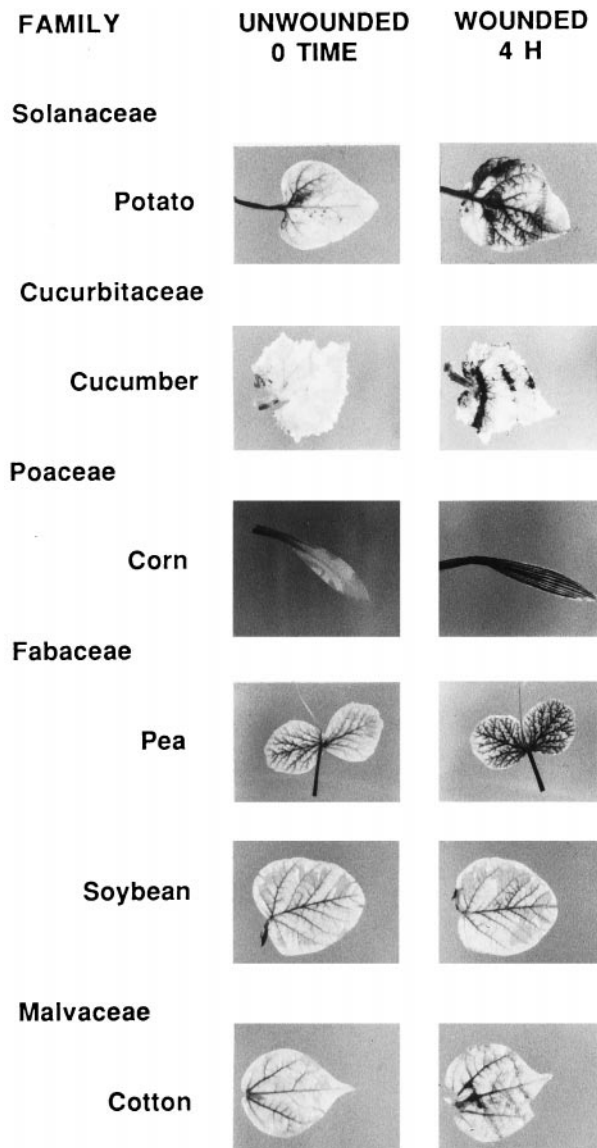 FAMILY UNWOUNDED WOUNDED
0 TIME 4 H
Solanaceae
Potato
Cucurbitaceae
Cucumber
Poaceae
Corn
Fabaceae
Pea
Soybean
Malvaceae
Cotton